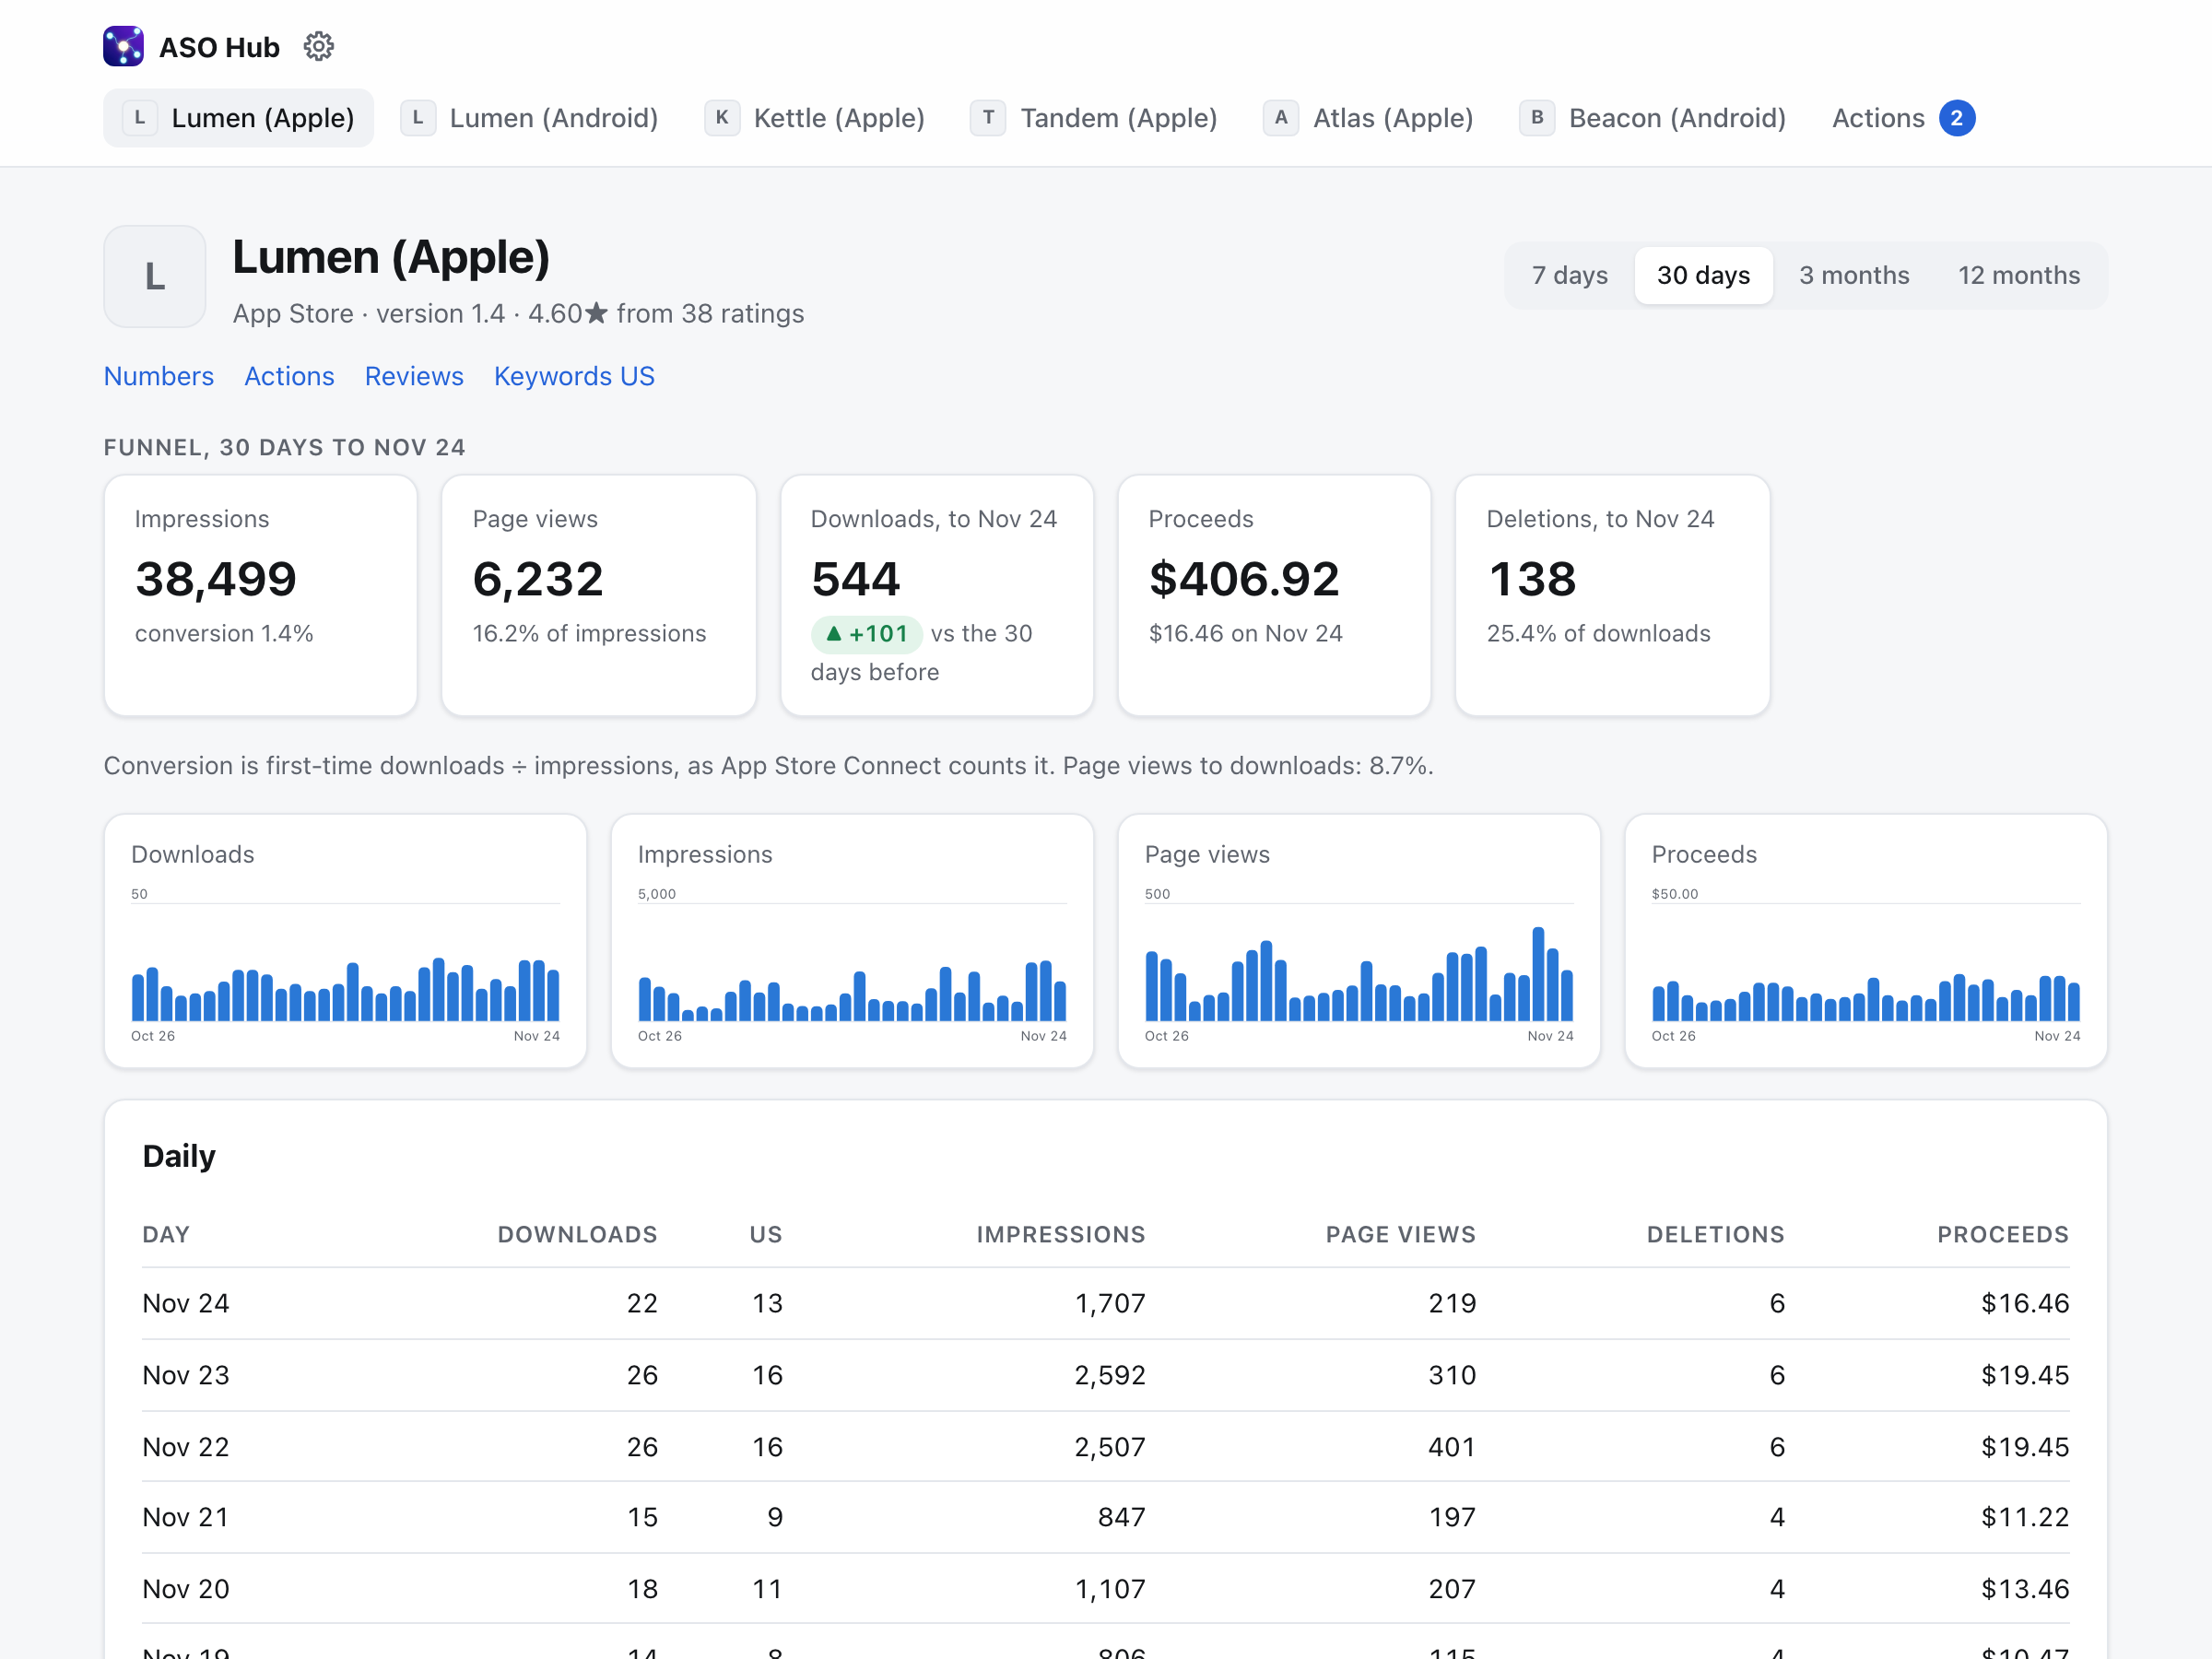 ASO Hub
L Lumen (Apple) L Lumen (Android) K Kettle (Apple) T Tandem (Apple) A Atlas (Apple) B Beacon (Android) Actions 2
L
Lumen (Apple)
App Store · version 1.4 · 4.60★ from 38 ratings
7 days 30 days 3 months 12 months
Numbers Actions Reviews Keywords US
FUNNEL, 30 DAYS TO NOV 24
Impressions
38,499
conversion 1.4%
Page views
6,232
16.2% of impressions
Downloads, to Nov 24
544
▲ +101 vs the 30
days before
Proceeds
$406.92
$16.46 on Nov 24
Deletions, to Nov 24
138
25.4% of downloads
Conversion is first-time downloads ÷ impressions, as App Store Connect counts it. Page views to downloads: 8.7%.
Downloads
50
Oct 26 Nov 24
Impressions
5,000
Oct 26 Nov 24
Page views
500
Oct 26 Nov 24
Proceeds
$50.00
Oct 26 Nov 24
Daily
DAY DOWNLOADS US IMPRESSIONS PAGE VIEWS DELETIONS PROCEEDS
Nov 24 22 13 1,707 219 6 $16.46
Nov 23 26 16 2,592 310 6 $19.45
Nov 22 26 16 2,507 401 6 $19.45
Nov 21 15 9 847 197 4 $11.22
Nov 20 18 11 1,107 207 4 $13.46
Nov 19 14 8 806 115 4 $10.47